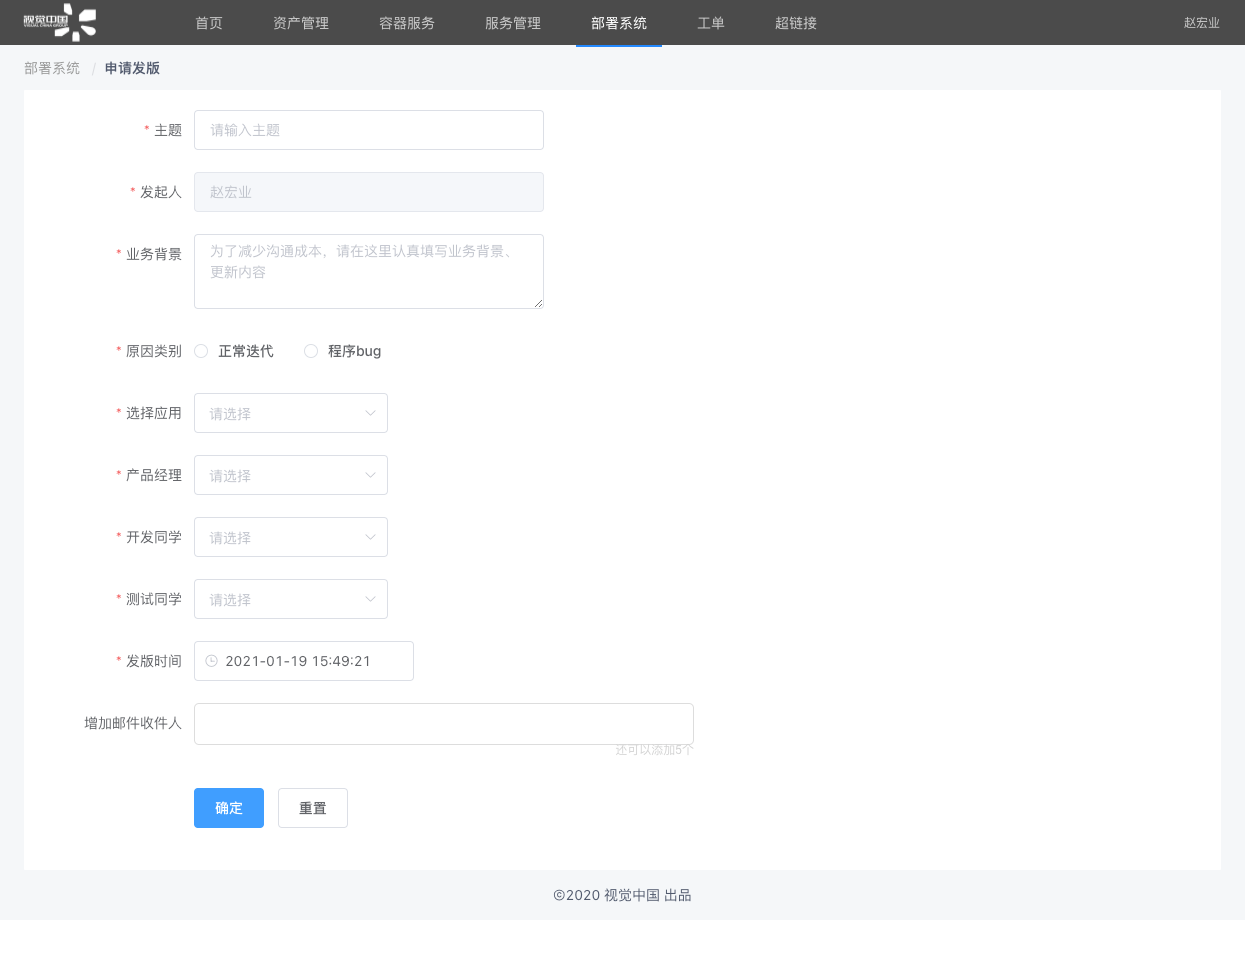 视觉中国
VISUAL CHINA GROUP
首页 资产管理 容器服务 服务管理 部署系统 工单 超链接 赵宏业
部署系统 / 申请发版
* 主题 请输入主题
* 发起人 赵宏业
* 业务背景 为了减少沟通成本，请在这里认真填写业务背景、
更新内容
* 原因类别 正常迭代 程序bug
* 选择应用 请选择
* 产品经理 请选择
* 开发同学 请选择
* 测试同学 请选择
* 发版时间 2021-01-19 15:49:21
增加邮件收件人
还可以添加5个
确定 重置
©2020 视觉中国 出品